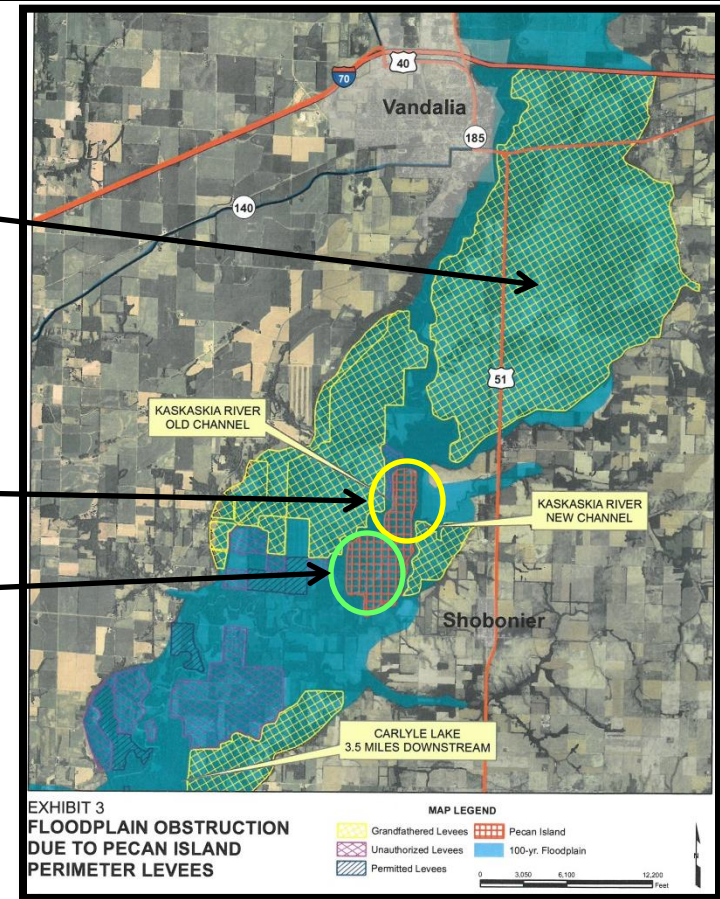 40
70
Vandalia
185
140
51
KASKASKIA RIVER
OLD CHANNEL
KASKASKIA RIVER
NEW CHANNEL
Shobonier
CARLYLE LAKE
3.5 MILES DOWNSTREAM
EXHIBIT 3
FLOODPLAIN OBSTRUCTION
DUE TO PECAN ISLAND
PERIMETER LEVEES
MAP LEGEND
Grandfathered Levees
Pecan Island
Unauthorized Levees
100-yr. Floodplain
Permitted Levees
0 3,050 6,100 12,200
Feet
N